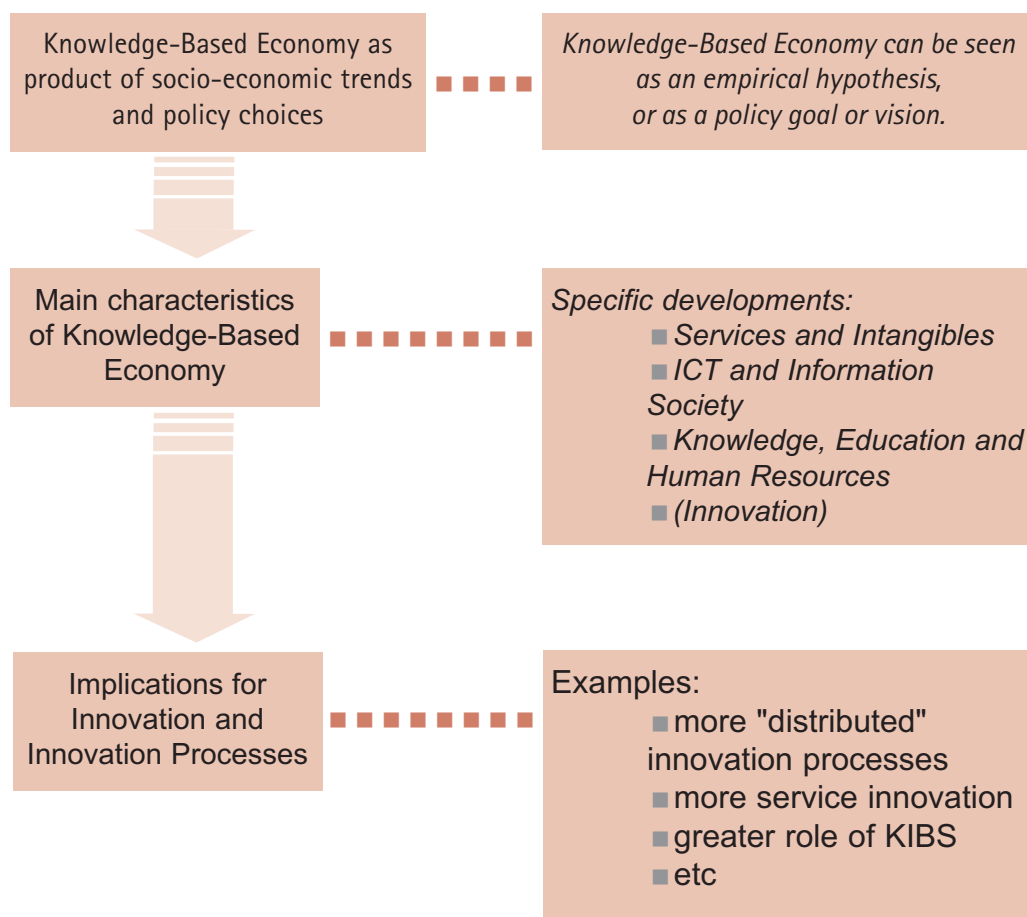 Knowledge-Based Economy as
product of socio-economic trends
and policy choices
Knowledge-Based Economy can be seen
as an empirical hypothesis,
or as a policy goal or vision.
Main characteristics
of Knowledge-Based
Economy
Specific developments:
■ Services and Intangibles
■ ICT and Information
Society
■ Knowledge, Education and
Human Resources
■ (Innovation)
Implications for
Innovation and
Innovation Processes
Examples:
■ more "distributed"
innovation processes
■ more service innovation
■ greater role of KIBS
■ etc